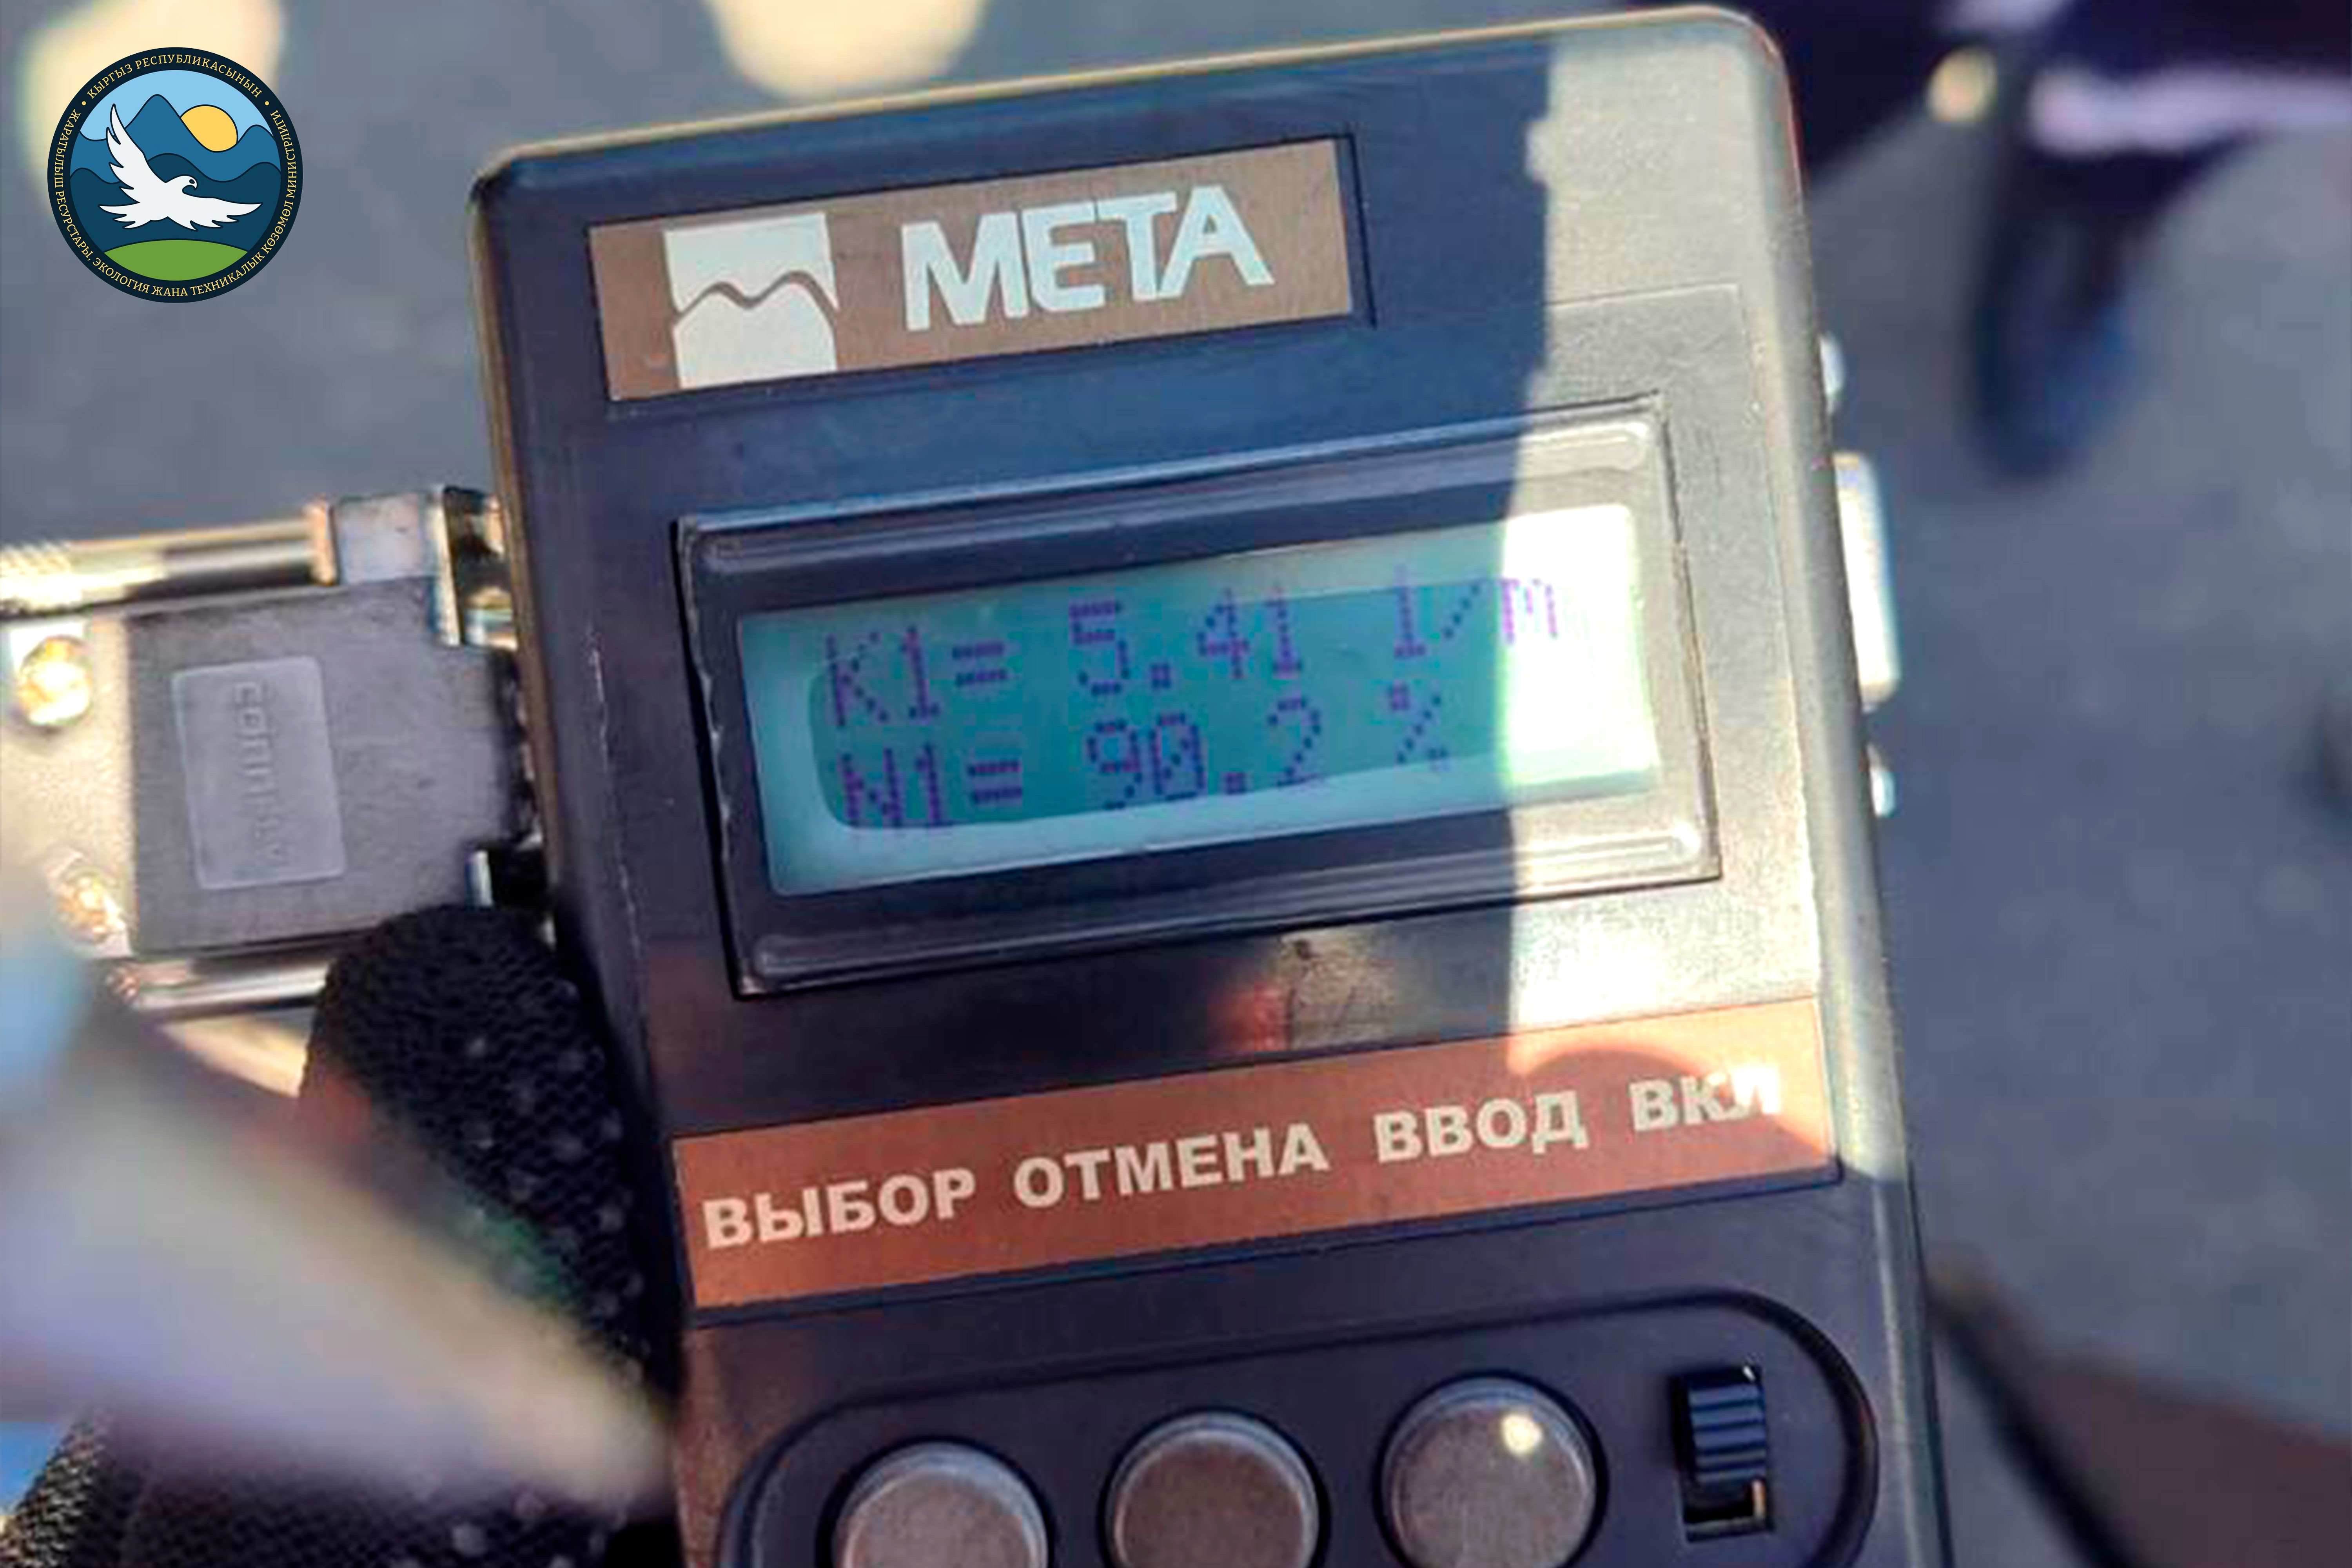 • КЫРГЫЗ РЕСПУБЛИКАСЫНЫН •
ЖАРАТЫЛЫШ РЕСУРСТАРЫ, ЭКОЛОГИЯ ЖАНА ТЕХНИКАЛЫК КӨЗӨМӨЛ МИНИСТРЛИГИ
МЕТА
K1= 5.41 1/m
N1= 90.2 %
ВЫБОР ОТМЕНА ВВОД ВКЛ